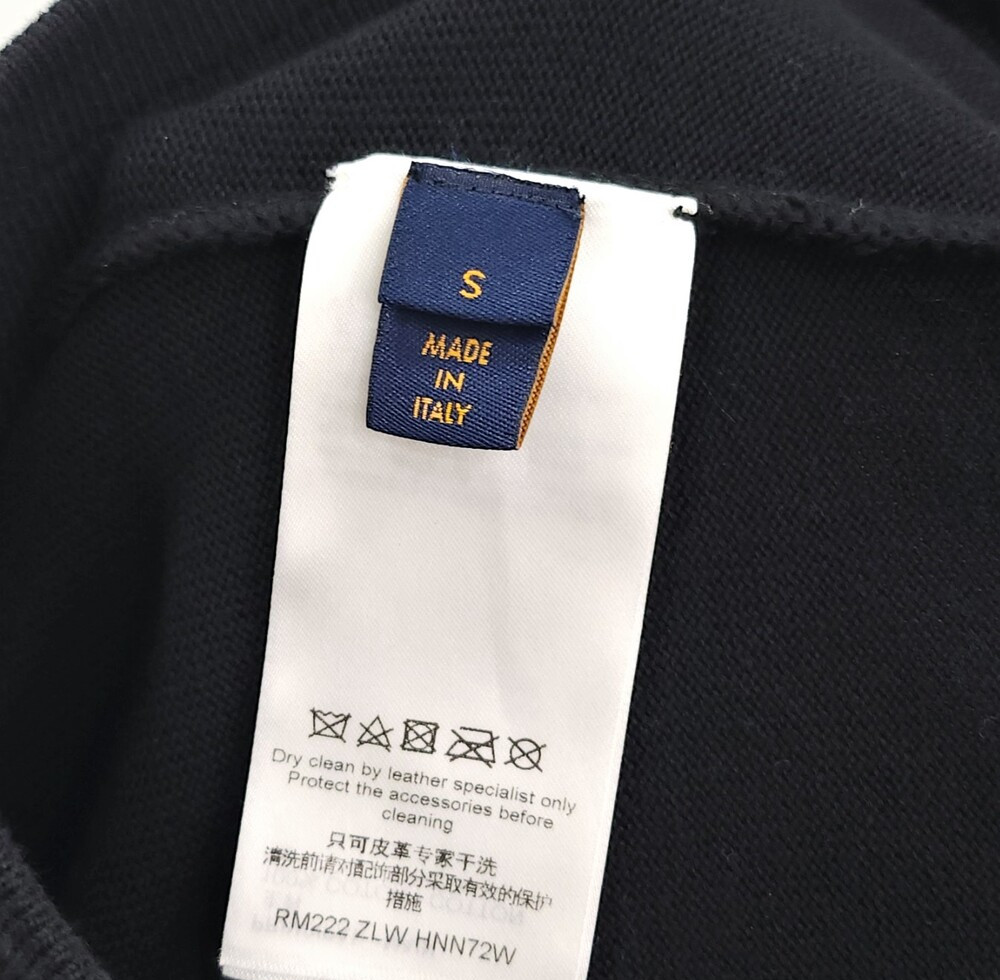 S
MADE
IN
ITALY
Dry clean by leather specialist only
Protect the accessories before
cleaning
只可皮革专家干洗
清洗前请对配饰部分采取有效的保护
措施
RM222 ZLW HNN72W